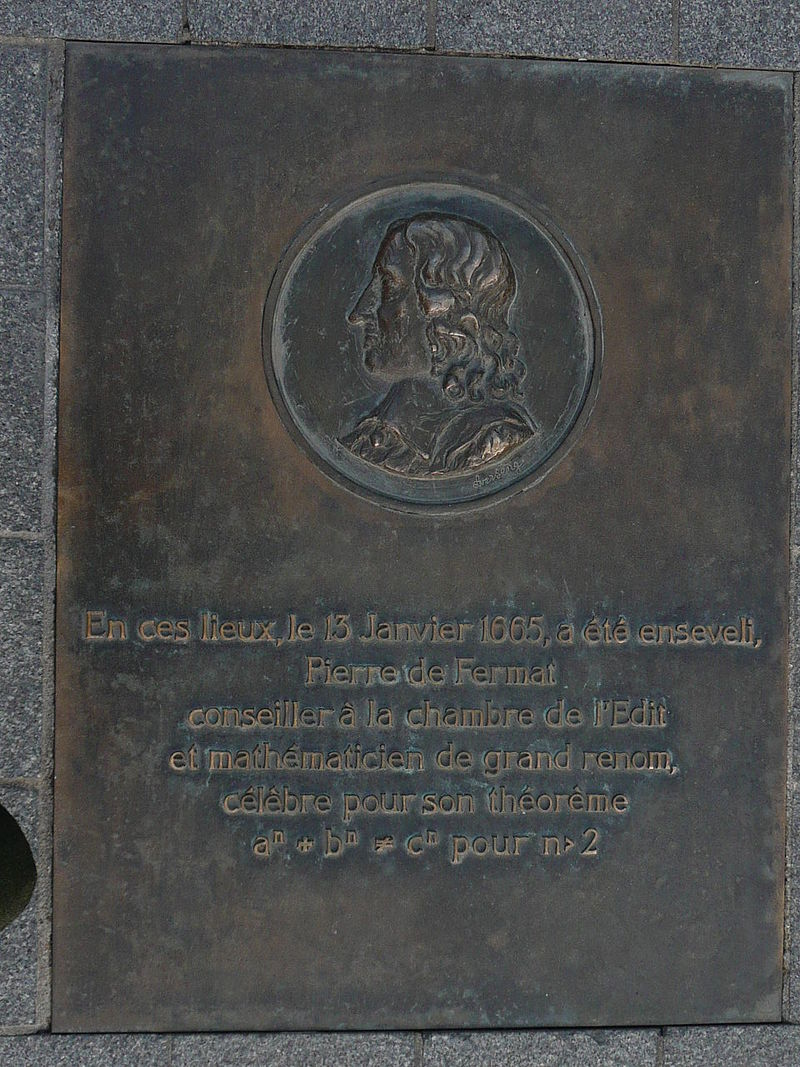 En ces lieux, le 13 Janvier 1665, a été enseveli,
Pierre de Fermat
conseiller à la chambre de l'Edit
et mathématicien de grand renom,
célèbre pour son théorème
aⁿ + bⁿ ≠ cⁿ pour n> 2